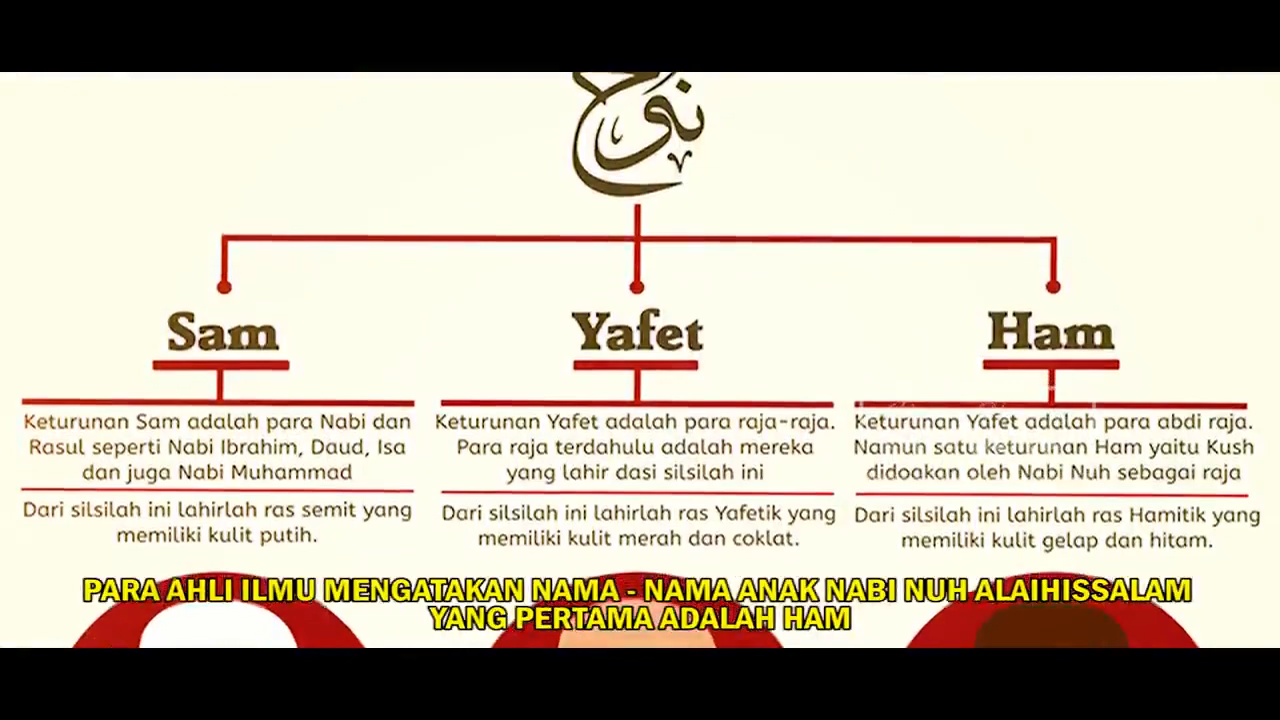 نوح
Sam
Yafet
Ham
Keturunan Sam adalah para Nabi dan
Rasul seperti Nabi Ibrahim, Daud, Isa
dan juga Nabi Muhammad
Dari silsilah ini lahirlah ras semit yang
memiliki kulit putih.
Keturunan Yafet adalah para raja-raja.
Para raja terdahulu adalah mereka
yang lahir dasi silsilah ini
Dari silsilah ini lahirlah ras Yafetik yang
memiliki kulit merah dan coklat.
Keturunan Yafet adalah para abdi raja.
Namun satu keturunan Ham yaitu Kush
didoakan oleh Nabi Nuh sebagai raja
Dari silsilah ini lahirlah ras Hamitik yang
memiliki kulit gelap dan hitam.
PARA AHLI ILMU MENGATAKAN NAMA - NAMA ANAK NABI NUH ALAIHISSALAM
YANG PERTAMA ADALAH HAM